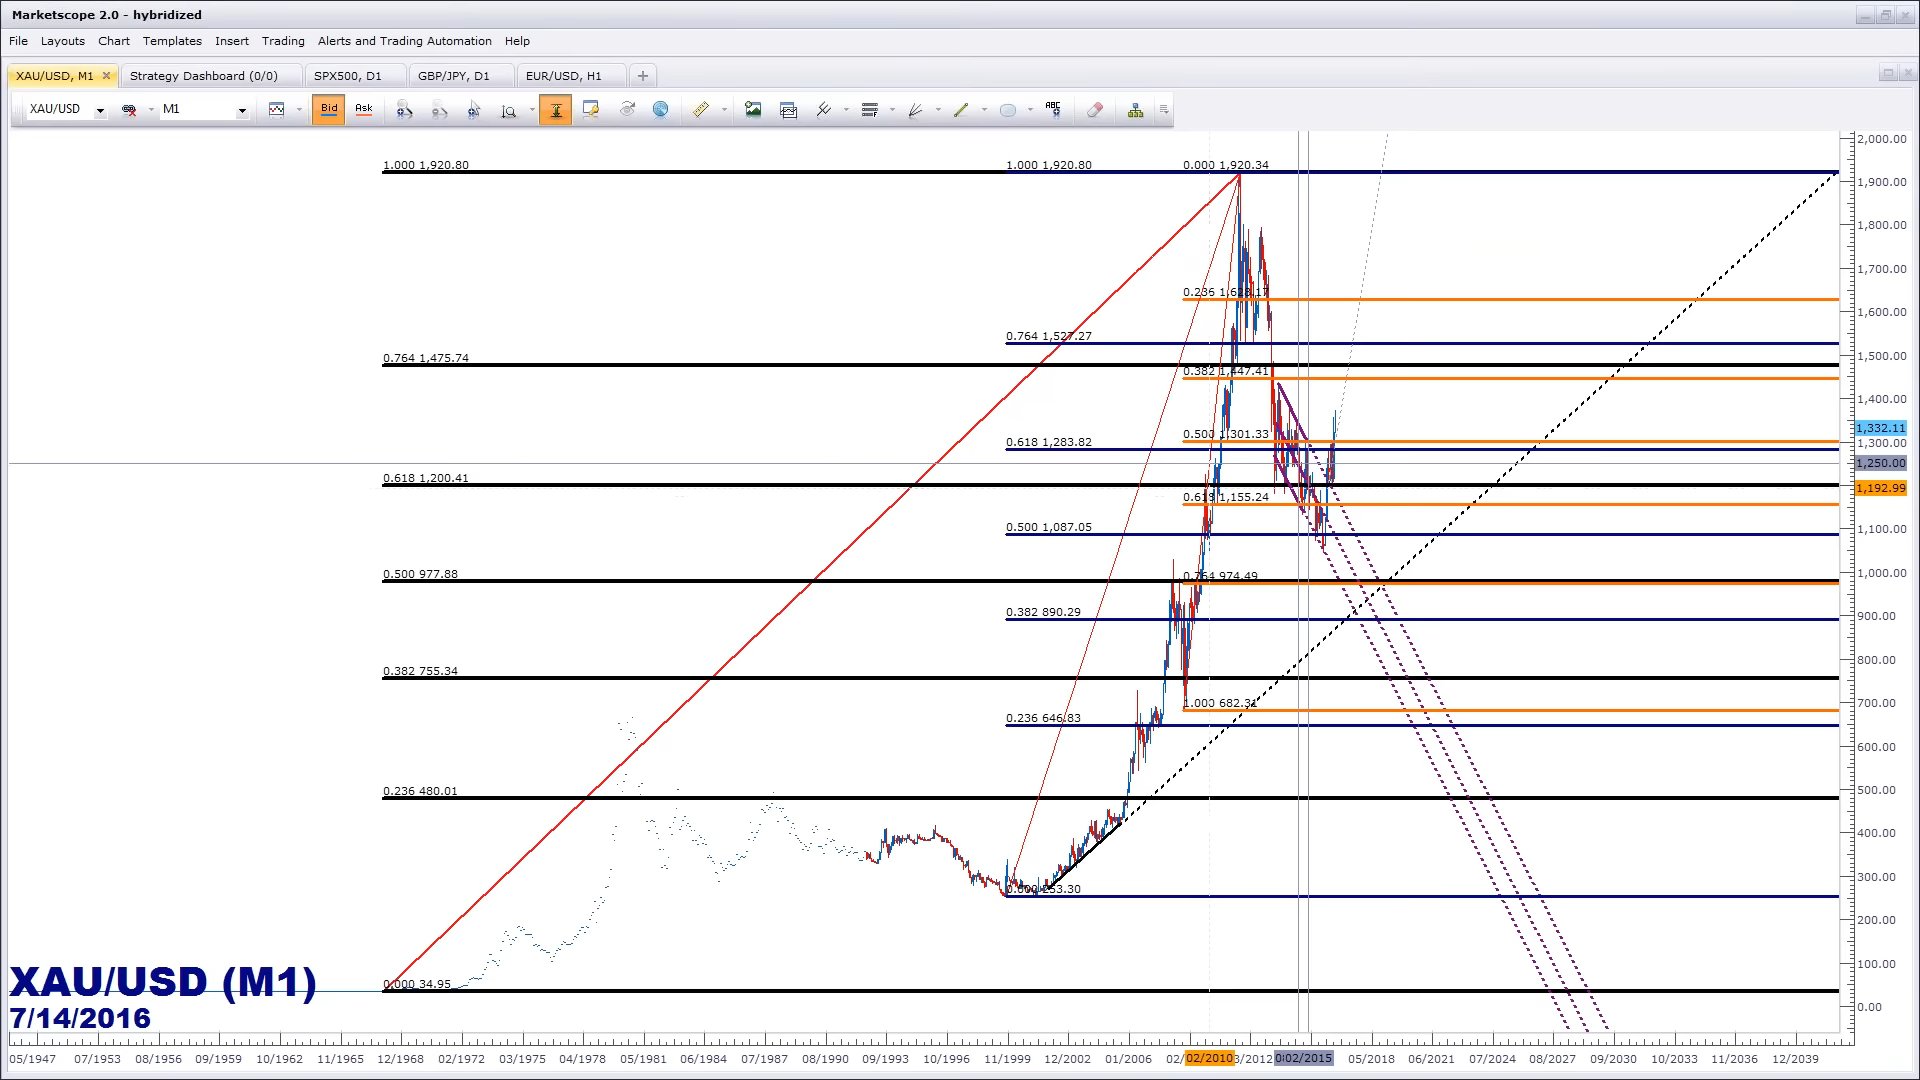 Marketscope 2.0 - hybridized
File Layouts Chart Templates Insert Trading Alerts and Trading Automation Help
XAU/USD, M1 Strategy Dashboard (0/0) SPX500, D1 GBP/JPY, D1 EUR/USD, H1
XAU/USD M1 Bid Ask ABC
2,000.00
1.000 1,920.80 1.000 1,920.80 0.000 1,920.34
1,900.00
1,800.00
1,700.00
0.236 1,628.17
1,600.00
0.764 1,527.27
0.764 1,475.74 1,500.00
0.382 1,447.41
1,400.00
1,332.11
0.500 1,301.33
0.618 1,283.82 1,300.00
1,250.00
0.618 1,200.41
1,192.99
0.618 1,155.24
0.500 1,087.05 1,100.00
0.500 977.88 0.764 974.49 1,000.00
0.382 890.29 900.00
800.00
0.382 755.34
1.000 682.31 700.00
0.236 646.83
600.00
0.236 480.01 500.00
400.00
300.00
0.000 253.30
200.00
100.00
0.000 34.95
0.00
XAU/USD (M1)
7/14/2016
05/1947 07/1953 08/1956 09/1959 10/1962 11/1965 12/1968 02/1972 03/1975 04/1978 05/1981 06/1984 07/1987 08/1990 09/1993 10/1996 11/1999 12/2002 01/2006 02/2010 3/2012 02/2015 05/2018 06/2021 07/2024 08/2027 09/2030 10/2033 11/2036 12/2039